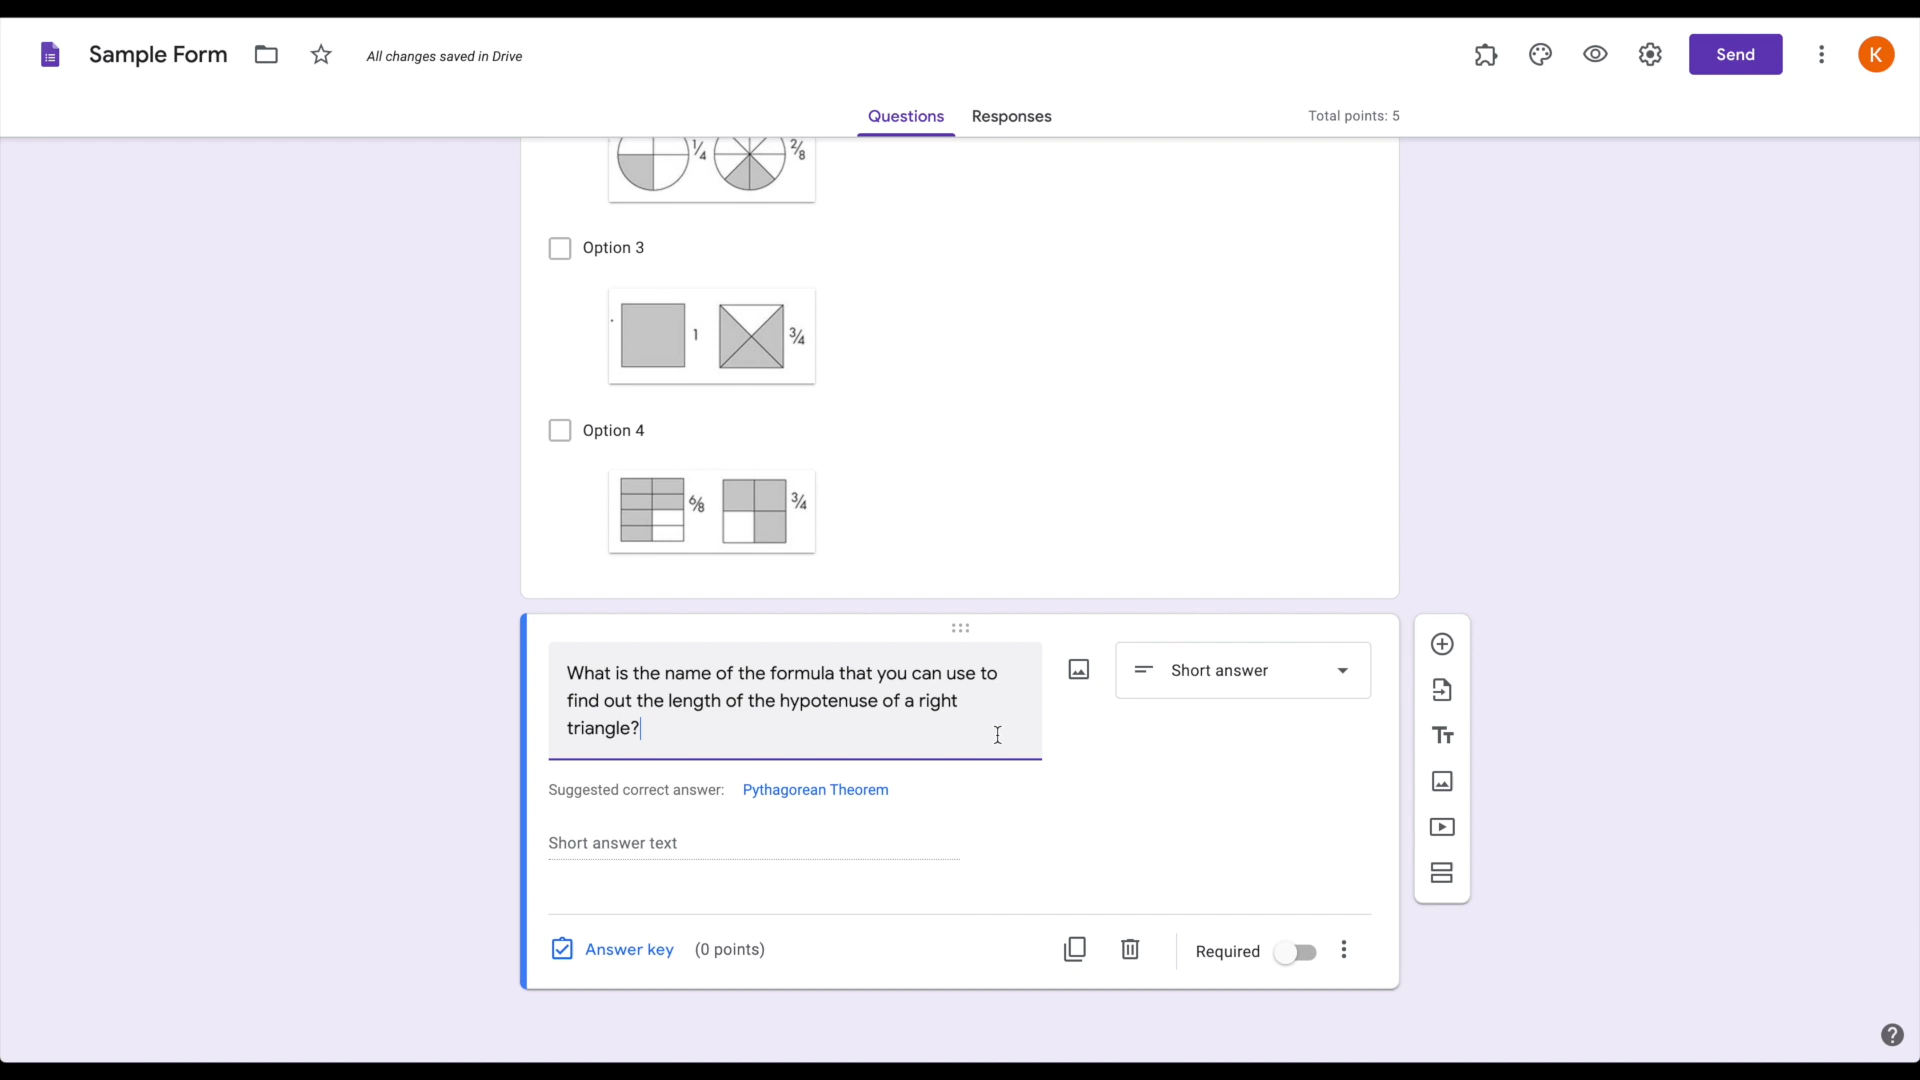 Sample Form
All changes saved in Drive
Send
K
Questions
Responses
Total points: 5
1/4
2/8
Option 3
1
3/4
Option 4
6/8
3/4
What is the name of the formula that you can use to
find out the length of the hypotenuse of a right
triangle?
Short answer
Suggested correct answer: Pythagorean Theorem
Short answer text
Answer key (0 points)
Required